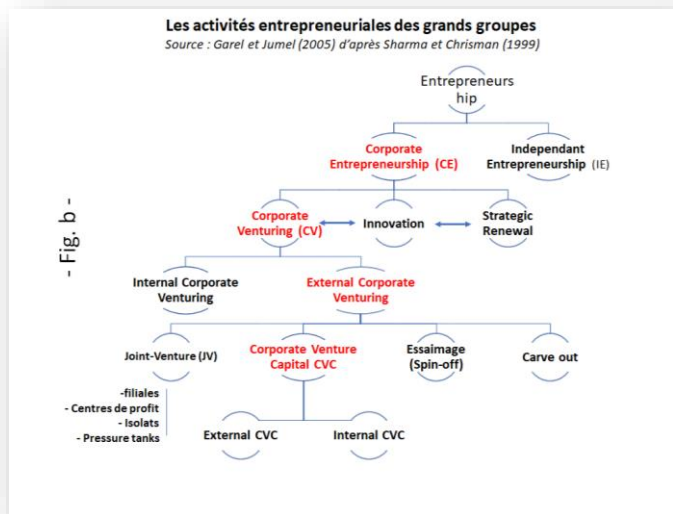 Les activités entrepreneuriales des grands groupes
Source : Garel et Jumel (2005) d'après Sharma et Chrisman (1999)
- Fig. b -
Entrepreneurs
hip
Corporate
Entrepreneurship (CE)
Independant
Entrepreneurship (IE)
Corporate
Venturing (CV)
Innovation
Strategic
Renewal
Internal Corporate
Venturing
External Corporate
Venturing
Joint-Venture (JV)
Corporate Venture
Capital CVC
Essaimage
(Spin-off)
Carve out
-filiales
- Centres de profit
- Isolats
- Pressure tanks
External CVC
Internal CVC